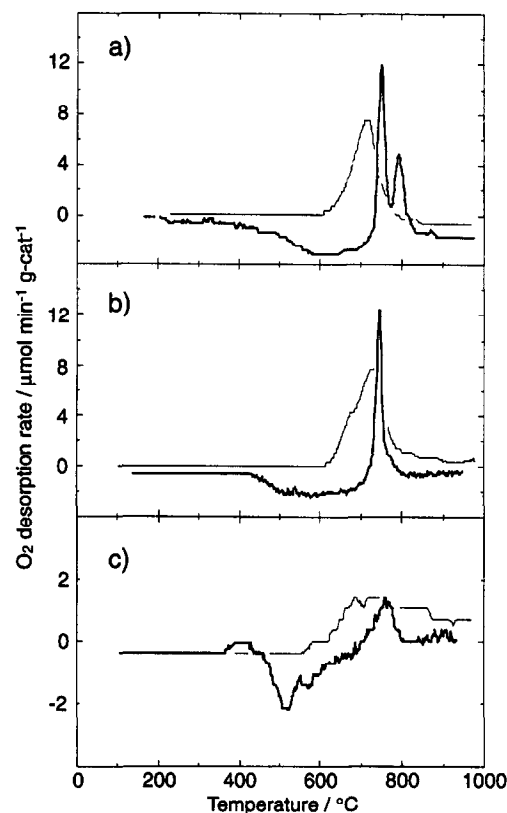 a)
12
8
4
0
b)
12
8
4
0
c)
2
0
-2
O₂ desorption rate / μmol min⁻¹ g-cat⁻¹
0 200 400 600 800 1000
Temperature / °C